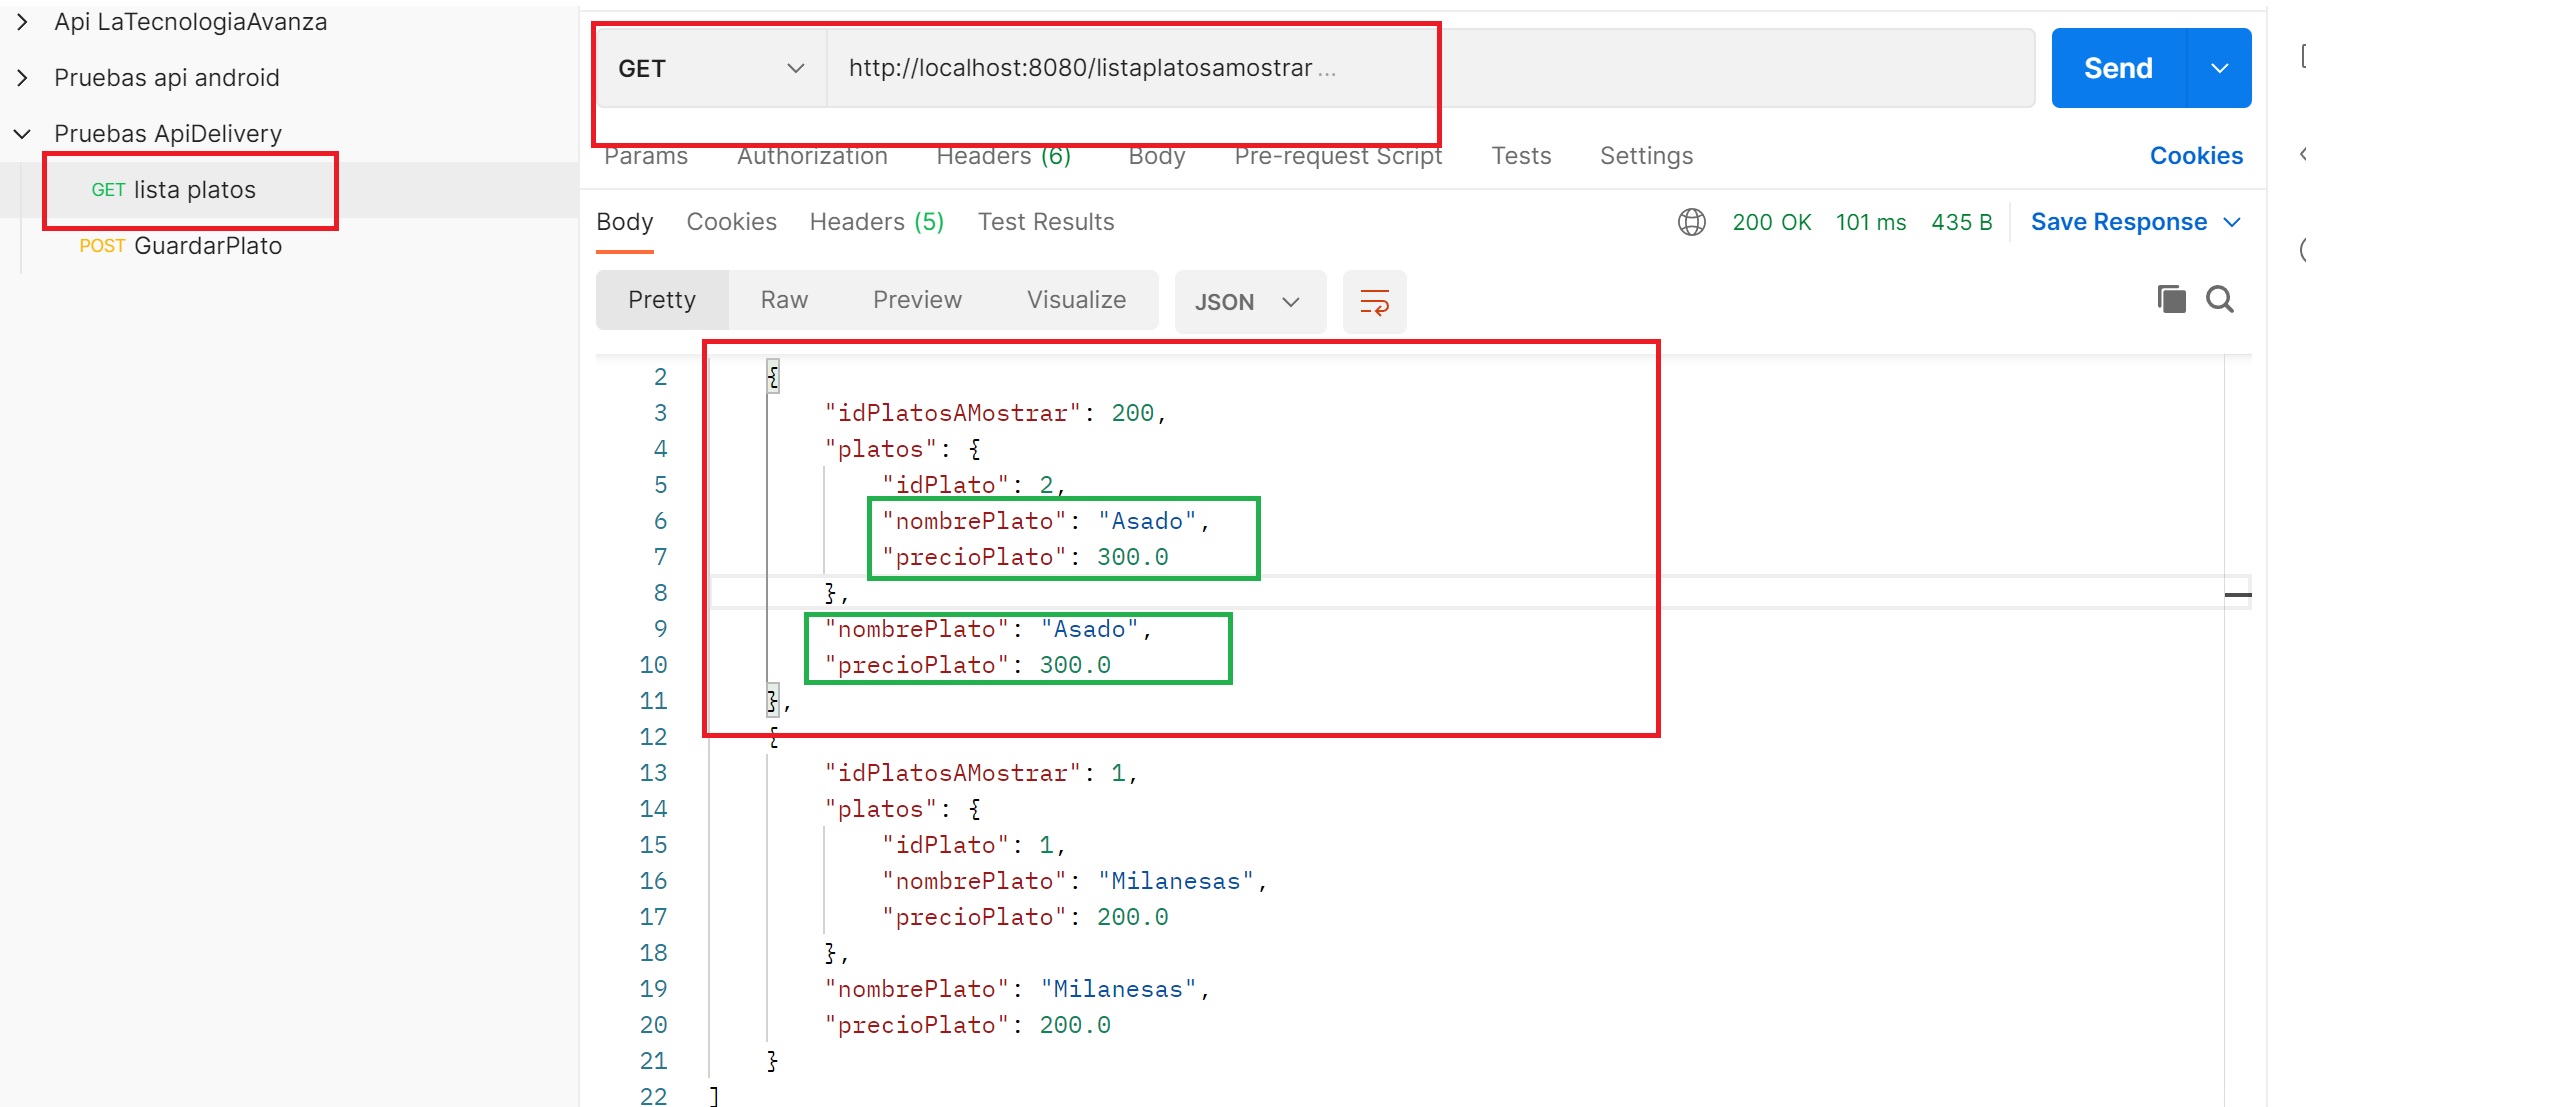 Api LaTecnologiaAvanza
Pruebas api android
Pruebas ApiDelivery
GET lista platos
POST GuardarPlato
GET http://localhost:8080/listaplatosamostrar ... Send
Params Authorization Headers (6) Body Pre-request Script Tests Settings Cookies
Body Cookies Headers (5) Test Results 200 OK 101 ms 435 B Save Response
Pretty Raw Preview Visualize JSON
2 {
3 "idPlatosAMostrar": 200,
4 "platos": {
5 "idPlato": 2,
6 "nombrePlato": "Asado",
7 "precioPlato": 300.0
8 },
9 "nombrePlato": "Asado",
10 "precioPlato": 300.0
11 },
12 {
13 "idPlatosAMostrar": 1,
14 "platos": {
15 "idPlato": 1,
16 "nombrePlato": "Milanesas",
17 "precioPlato": 200.0
18 },
19 "nombrePlato": "Milanesas",
20 "precioPlato": 200.0
21 }
22 ]